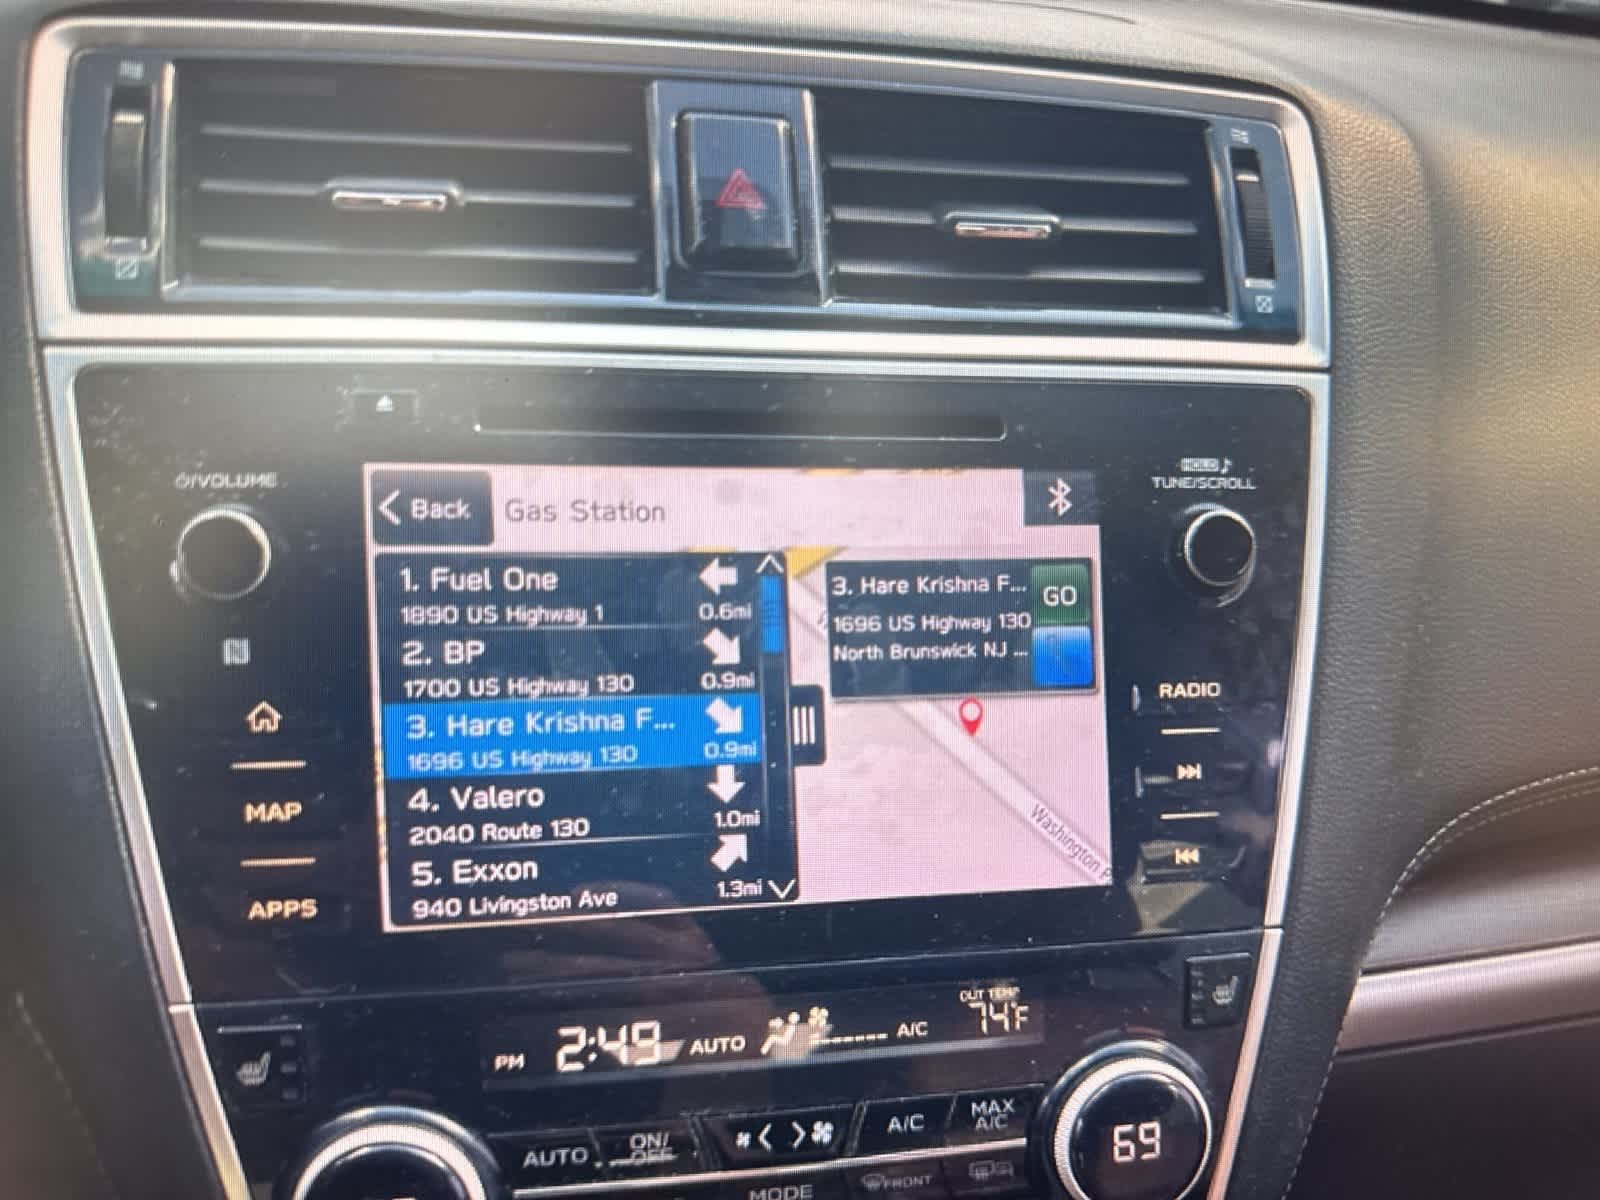 VOLUME
HOLD
TUNE/SCROLL
Back
Gas Station
1. Fuel One
1890 US Highway 1
0.6mi
2. BP
1700 US Highway 130
0.9mi
3. Hare Krishna F...
1696 US Highway 130
0.9mi
4. Valero
2040 Route 130
1.0mi
5. Exxon
940 Livingston Ave
1.3mi
3. Hare Krishna F...
1696 US Highway 130
North Brunswick NJ ...
GO
Washington
MAP
APPS
RADIO
PM 2:49 AUTO A/C
OUT TEMP
74°F
AUTO
ON/
OFF
A/C
MAX
A/C
69
MODE
FRONT